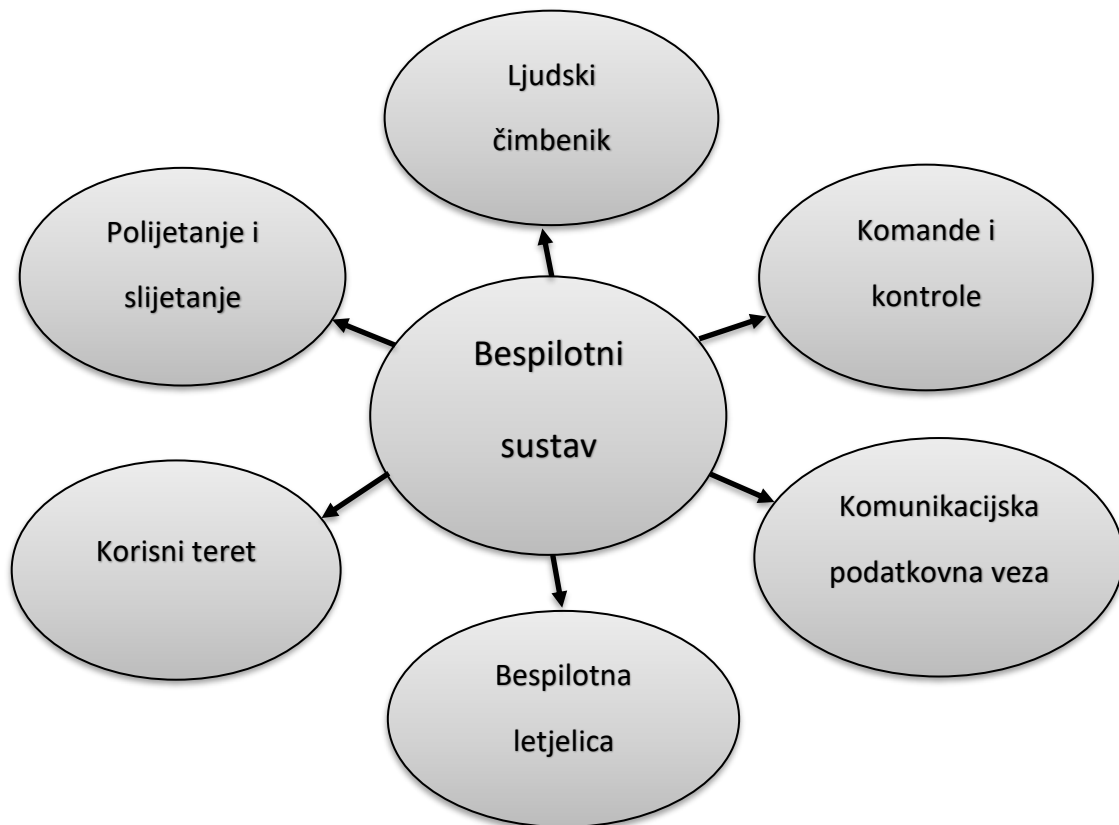 Ljudski
čimbenik
Polijetanje i
slijetanje
Komande i
kontrole
Bespilotni
sustav
Korisni teret
Komunikacijska
podatkovna veza
Bespilotna
letjelica